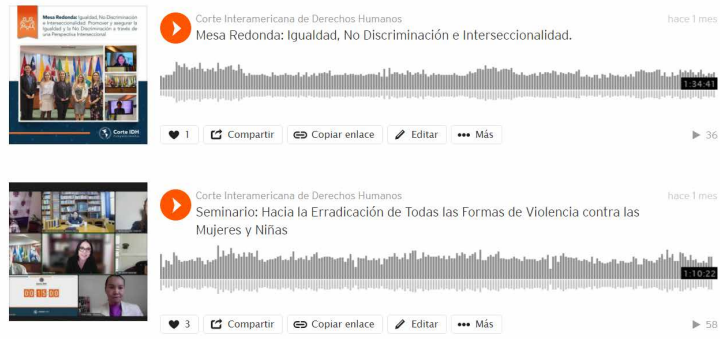 Mesa Redonda: Igualdad, No Discriminación
e Interseccionalidad: Promover y asegurar la
Igualdad y la No Discriminación a través de
una Perspectiva Interseccional
Corte IDH
Corte Interamericana de Derechos Humanos
hace 1 mes
Mesa Redonda: Igualdad, No Discriminación e Interseccionalidad.
1:34:41
1
Compartir
Copiar enlace
Editar
Más
36
00 15 00
Corte Interamericana de Derechos Humanos
hace 1 mes
Seminario: Hacia la Erradicación de Todas las Formas de Violencia contra las
Mujeres y Niñas
1:10:22
3
Compartir
Copiar enlace
Editar
Más
58